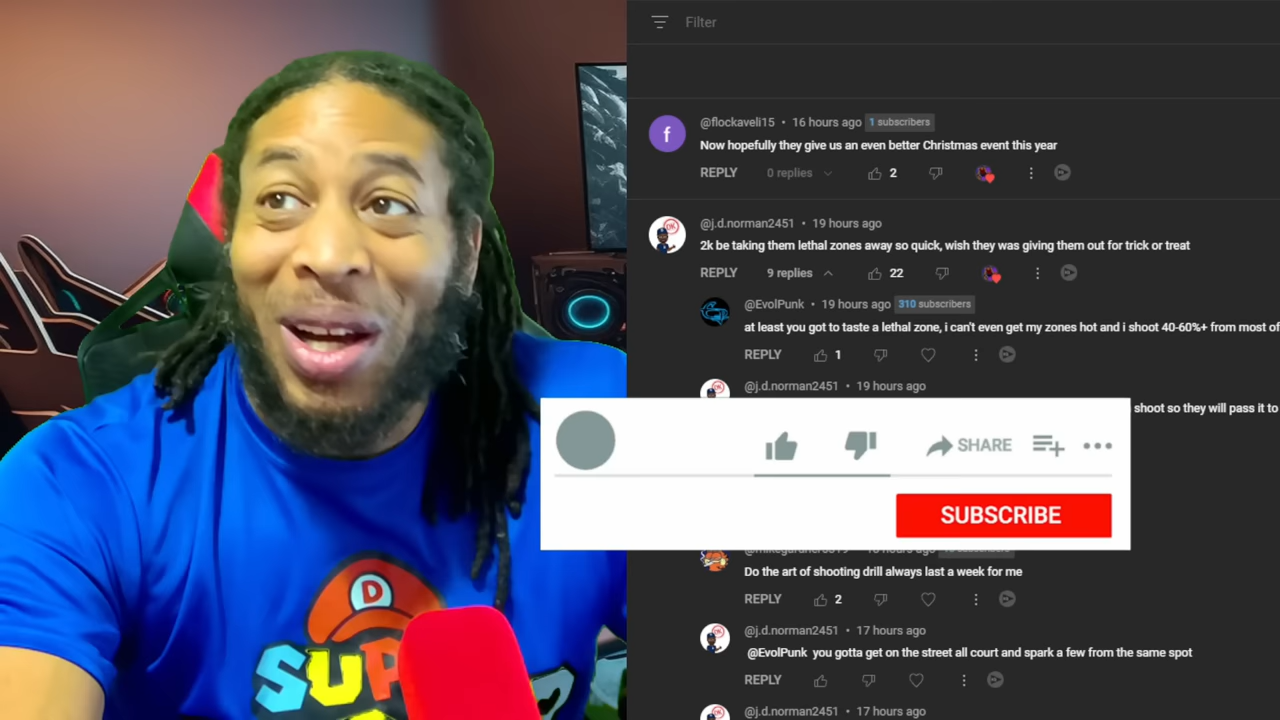 Filter
@flockaveli15 • 16 hours ago 1 subscribers
f
Now hopefully they give us an even better Christmas event this year
REPLY 0 replies 2
@j.d.norman2451 • 19 hours ago
2k be taking them lethal zones away so quick, wish they was giving them out for trick or treat
REPLY 9 replies 22
@EvolPunk • 19 hours ago 310 subscribers
at least you got to taste a lethal zone, i can't even get my zones hot and i shoot 40-60%+ from most of
REPLY 1
@j.d.norman2451 • 19 hours ago
shoot so they will pass it to
SHARE
SUBSCRIBE
Do the art of shooting drill always last a week for me
REPLY 2
@j.d.norman2451 • 17 hours ago
@EvolPunk you gotta get on the street all court and spark a few from the same spot
REPLY
@j.d.norman2451 • 17 hours ago
D
SUP